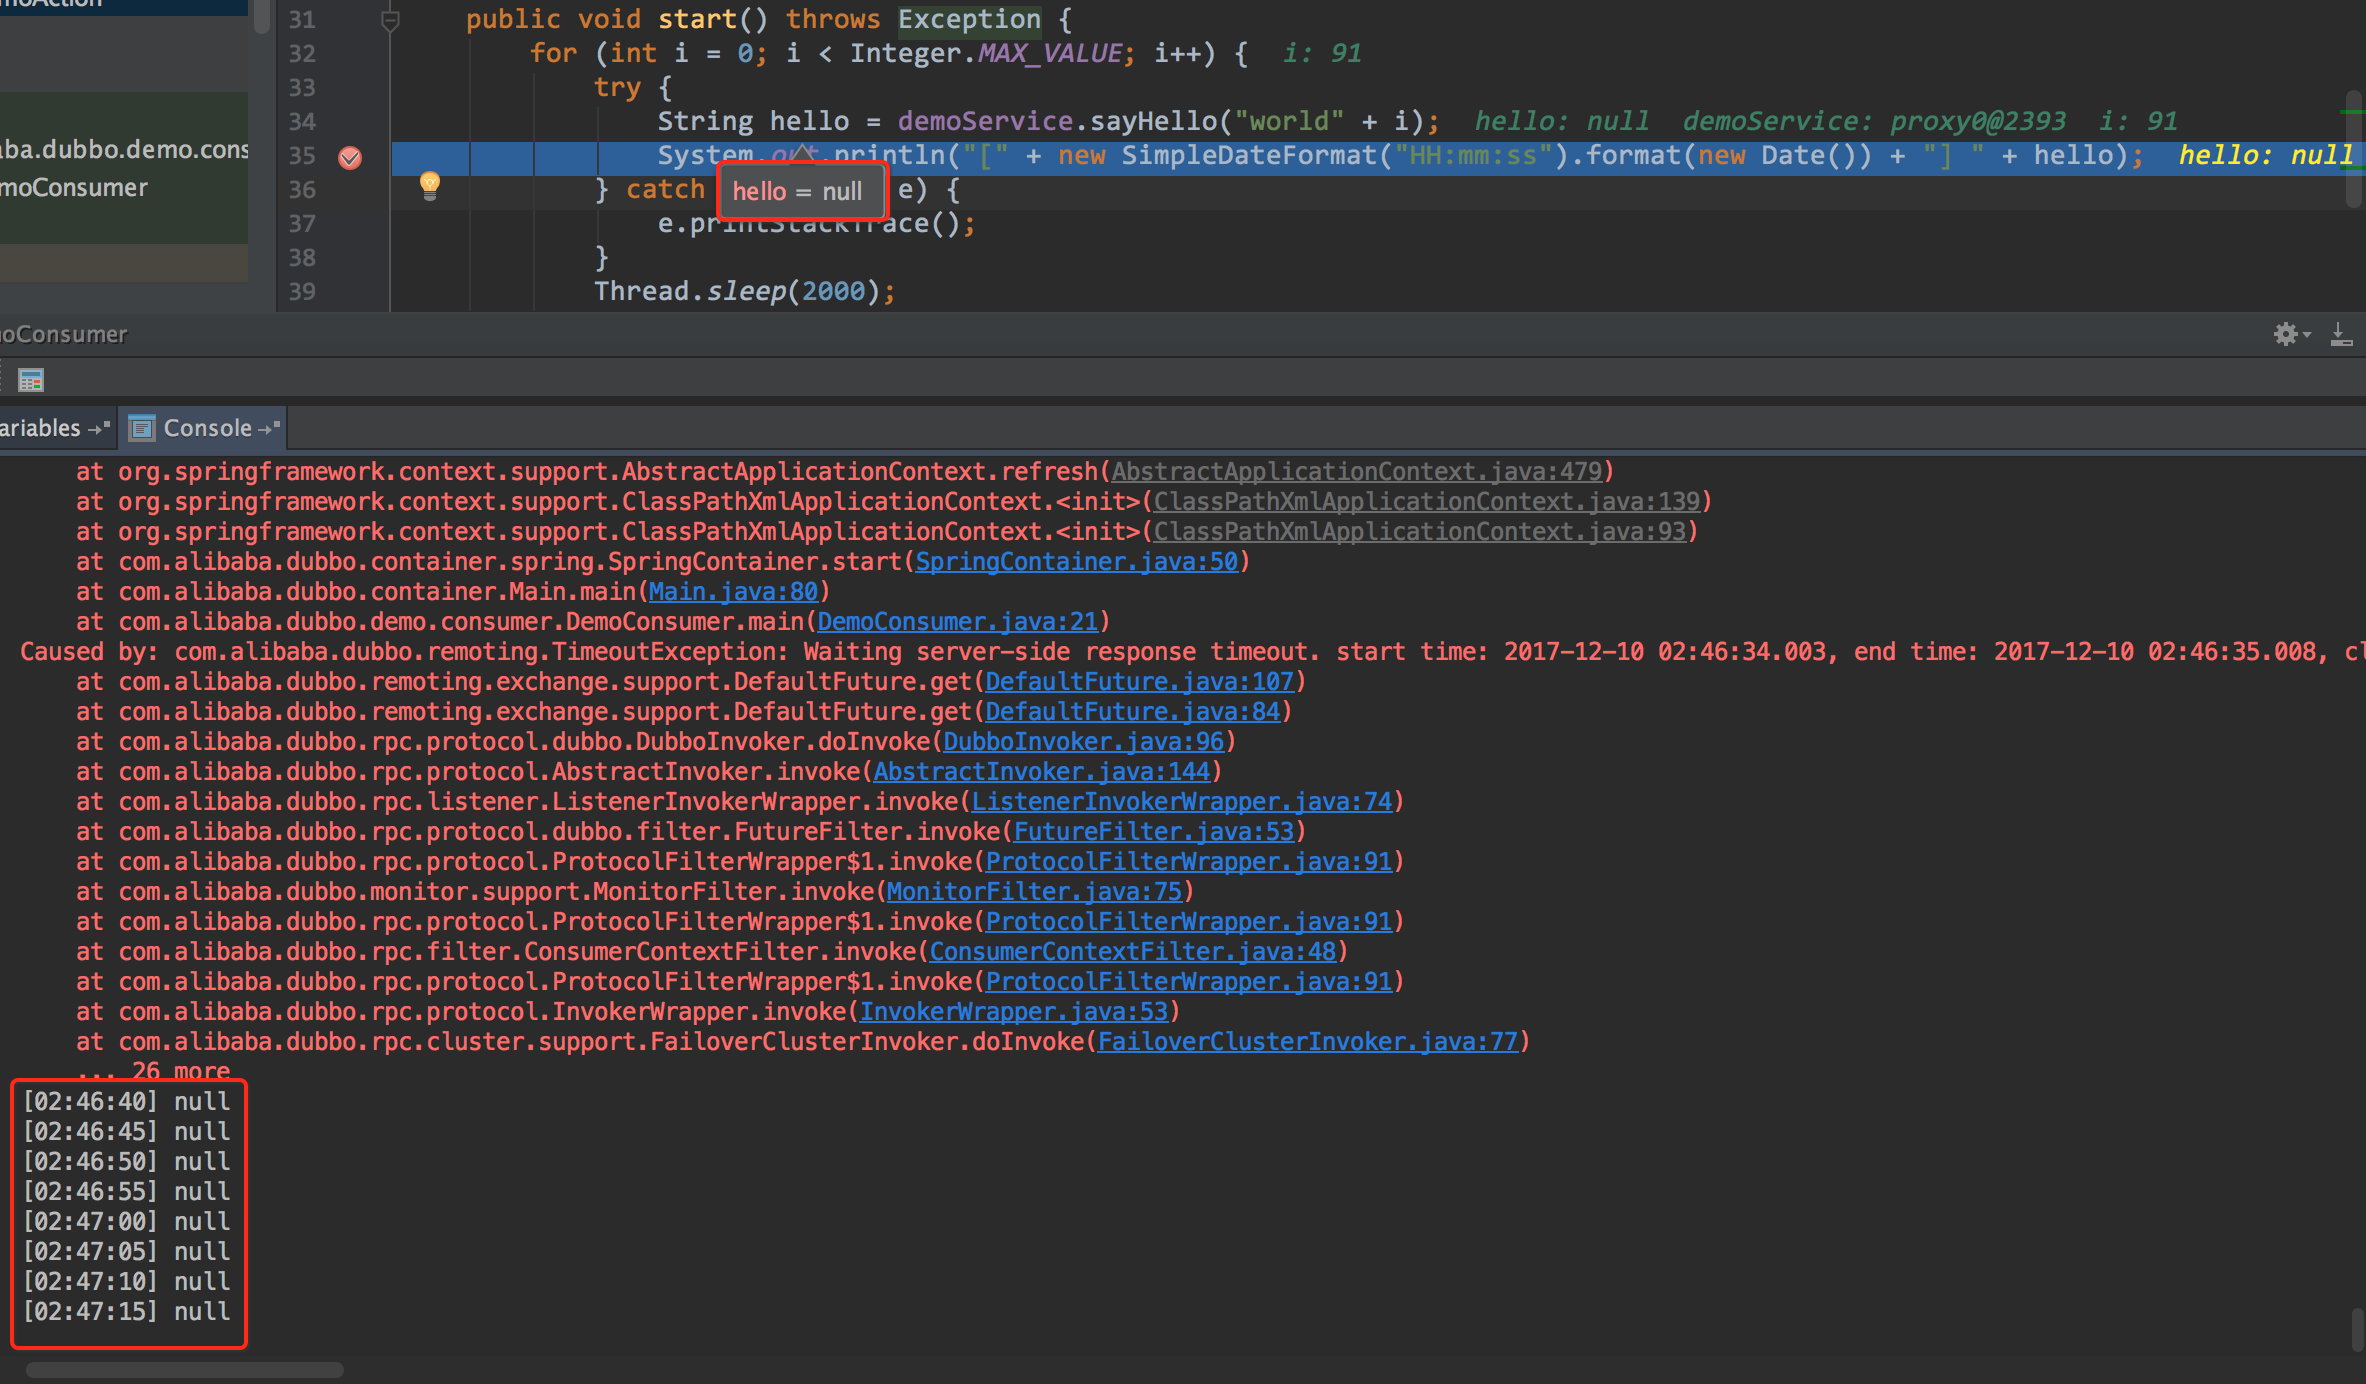 moAction
31 public void start() throws Exception {
32 for (int i = 0; i < Integer.MAX_VALUE; i++) { i: 91
33 try {
34 String hello = demoService.sayHello("world" + i); hello: null demoService: proxy0@2393 i: 91
35 System.out.println("[" + new SimpleDateFormat("HH:mm:ss").format(new Date()) + "] " + hello); hello: null
aba.dubbo.demo.cons
moConsumer
36 } catch e) {
hello = null
37 e.printStackTrace();
38 }
39 Thread.sleep(2000);
moConsumer
ariables
Console
at org.springframework.context.support.AbstractApplicationContext.refresh(AbstractApplicationContext.java:479)
at org.springframework.context.support.ClassPathXmlApplicationContext.<init>(ClassPathXmlApplicationContext.java:139)
at org.springframework.context.support.ClassPathXmlApplicationContext.<init>(ClassPathXmlApplicationContext.java:93)
at com.alibaba.dubbo.container.spring.SpringContainer.start(SpringContainer.java:50)
at com.alibaba.dubbo.container.Main.main(Main.java:80)
at com.alibaba.dubbo.demo.consumer.DemoConsumer.main(DemoConsumer.java:21)
Caused by: com.alibaba.dubbo.remoting.TimeoutException: Waiting server-side response timeout. start time: 2017-12-10 02:46:34.003, end time: 2017-12-10 02:46:35.008, cl
at com.alibaba.dubbo.remoting.exchange.support.DefaultFuture.get(DefaultFuture.java:107)
at com.alibaba.dubbo.remoting.exchange.support.DefaultFuture.get(DefaultFuture.java:84)
at com.alibaba.dubbo.rpc.protocol.dubbo.DubboInvoker.doInvoke(DubboInvoker.java:96)
at com.alibaba.dubbo.rpc.protocol.AbstractInvoker.invoke(AbstractInvoker.java:144)
at com.alibaba.dubbo.rpc.listener.ListenerInvokerWrapper.invoke(ListenerInvokerWrapper.java:74)
at com.alibaba.dubbo.rpc.protocol.dubbo.filter.FutureFilter.invoke(FutureFilter.java:53)
at com.alibaba.dubbo.rpc.protocol.ProtocolFilterWrapper$1.invoke(ProtocolFilterWrapper.java:91)
at com.alibaba.dubbo.monitor.support.MonitorFilter.invoke(MonitorFilter.java:75)
at com.alibaba.dubbo.rpc.protocol.ProtocolFilterWrapper$1.invoke(ProtocolFilterWrapper.java:91)
at com.alibaba.dubbo.rpc.filter.ConsumerContextFilter.invoke(ConsumerContextFilter.java:48)
at com.alibaba.dubbo.rpc.protocol.ProtocolFilterWrapper$1.invoke(ProtocolFilterWrapper.java:91)
at com.alibaba.dubbo.rpc.protocol.InvokerWrapper.invoke(InvokerWrapper.java:53)
at com.alibaba.dubbo.rpc.cluster.support.FailoverClusterInvoker.doInvoke(FailoverClusterInvoker.java:77)
... 26 more
[02:46:40] null
[02:46:45] null
[02:46:50] null
[02:46:55] null
[02:47:00] null
[02:47:05] null
[02:47:10] null
[02:47:15] null